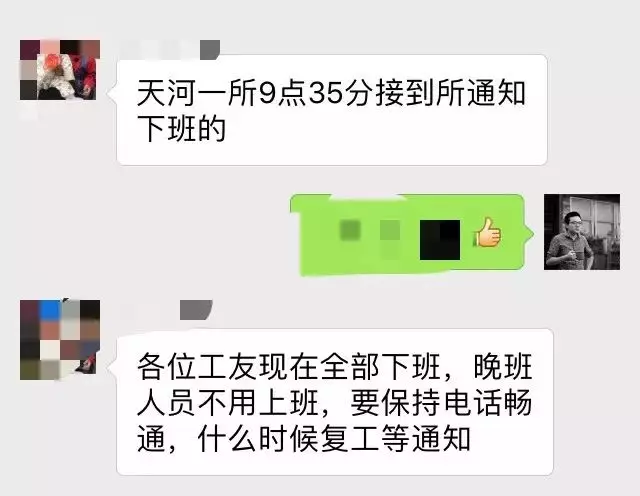 天河一所9点35分接到所通知
下班的
各位工友现在全部下班，晚班
人员不用上班，要保持电话畅
通，什么时候复工等通知